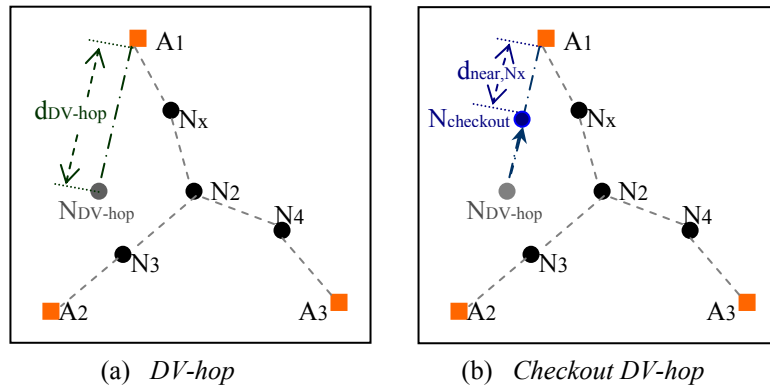 A1
dDV-hop
Nx
N2
NDV-hop
N4
N3
A2
A3
(a) DV-hop
A1
dnear,Nx
Ncheckout
Nx
N2
NDV-hop
N4
N3
A2
A3
(b) Checkout DV-hop